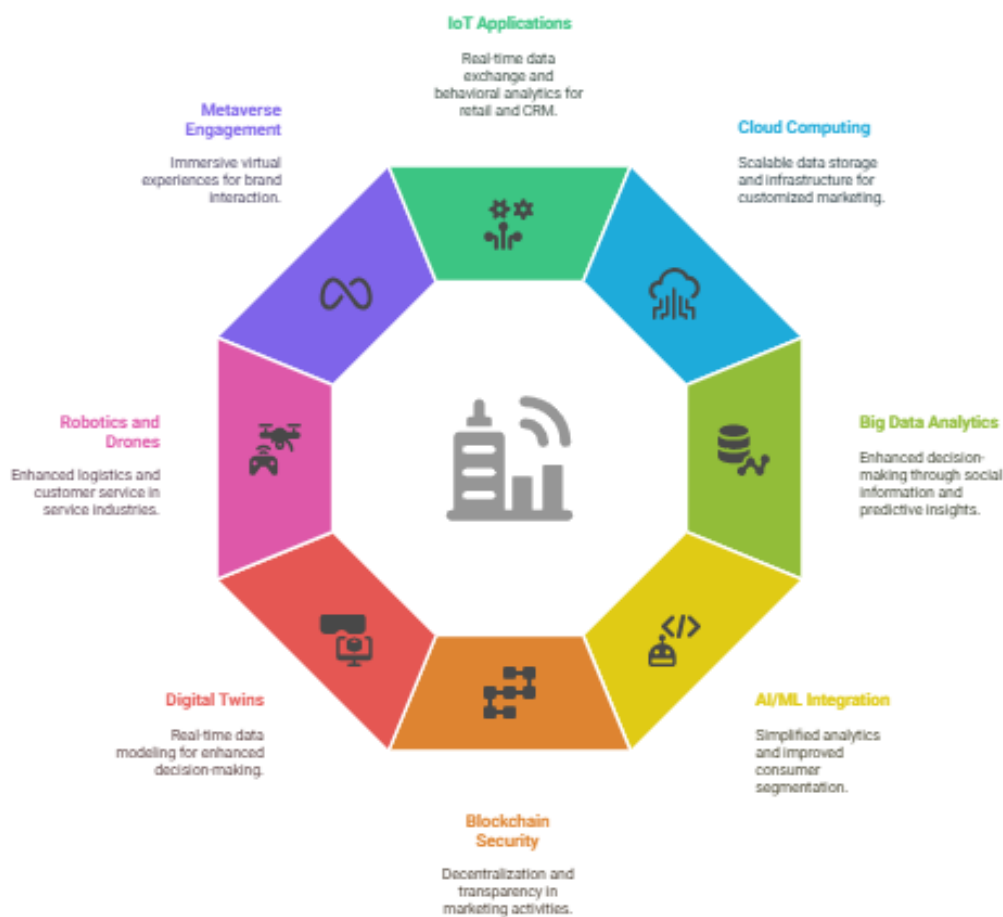 IoT Applications
Real-time data
exchange and
behavioral analytics for
retail and CRM.
Metaverse
Engagement
Immersive virtual
experiences for brand
interaction.
Cloud Computing
Scalable data storage
and infrastructure for
customized marketing.
Robotics and
Drones
Enhanced logistics and
customer service in
service industries.
Big Data Analytics
Enhanced decision-
making through social
information and
predictive insights.
Digital Twins
Real-time data
modeling for enhanced
decision-making.
AI/ML Integration
Simplified analytics
and improved
consumer
segmentation.
Blockchain
Security
Decentralization and
transparency in
marketing activities.